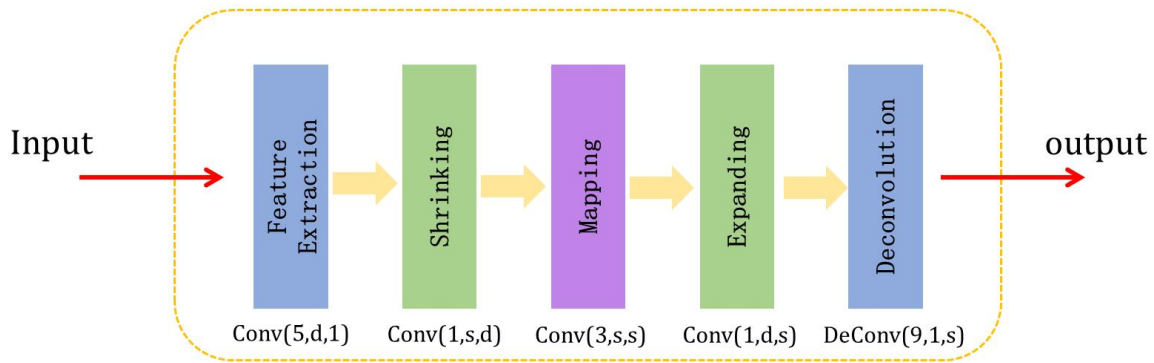 Input
Feature
Extraction
Shrinking
Mapping
Expanding
Deconvolution
output
Conv(5,d,1)
Conv(1,s,d)
Conv(3,s,s)
Conv(1,d,s)
DeConv(9,1,s)